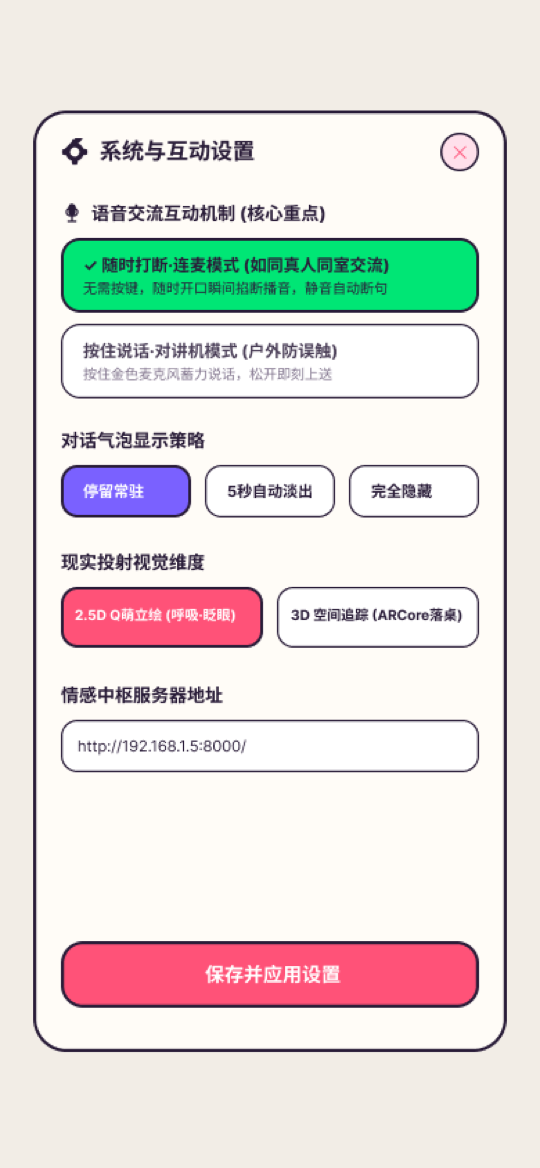 系统与互动设置
语音交流互动机制 (核心重点)
✓ 随时打断·连麦模式 (如同真人同室交流)
无需按键，随时开口瞬间掐断播音，静音自动断句
按住说话·对讲机模式 (户外防误触)
按住金色麦克风蓄力说话，松开即刻上送
对话气泡显示策略
停留常驻
5秒自动淡出
完全隐藏
现实投射视觉维度
2.5D Q萌立绘 (呼吸·眨眼)
3D 空间追踪 (ARCore落桌)
情感中枢服务器地址
http://192.168.1.5:8000/
保存并应用设置